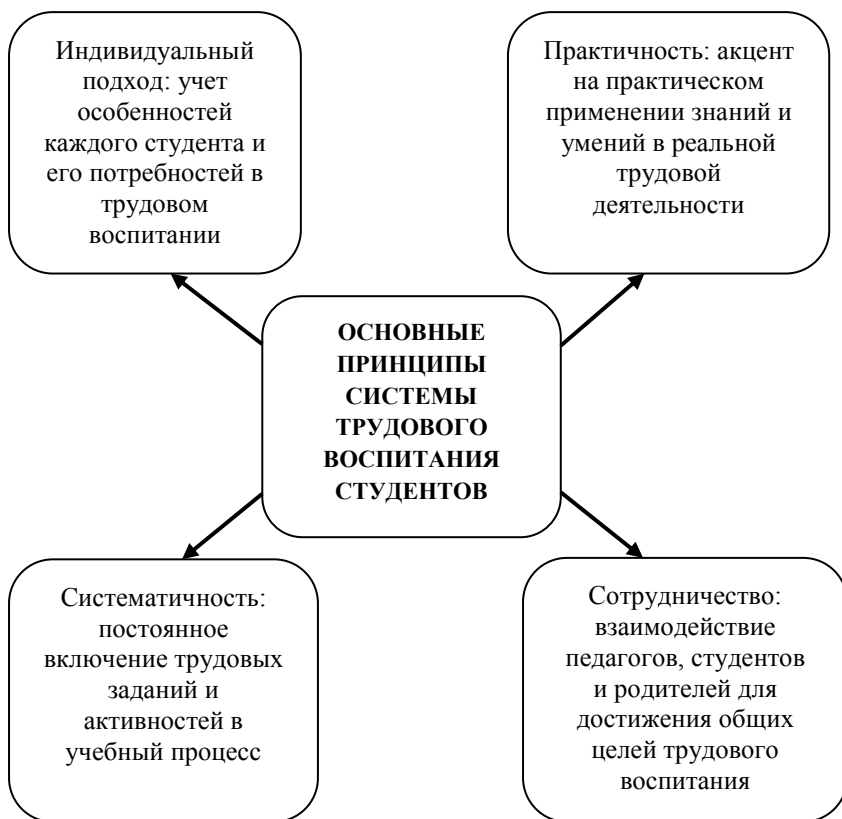 Индивидуальный
подход: учет
особенностей
каждого студента и
его потребностей в
трудовом
воспитании
Практичность: акцент
на практическом
применении знаний и
умений в реальной
трудовой
деятельности
ОСНОВНЫЕ
ПРИНЦИПЫ
СИСТЕМЫ
ТРУДОВОГО
ВОСПИТАНИЯ
СТУДЕНТОВ
Систематичность:
постоянное
включение трудовых
заданий и
активностей в
учебный процесс
Сотрудничество:
взаимодействие
педагогов, студентов
и родителей для
достижения общих
целей трудового
воспитания